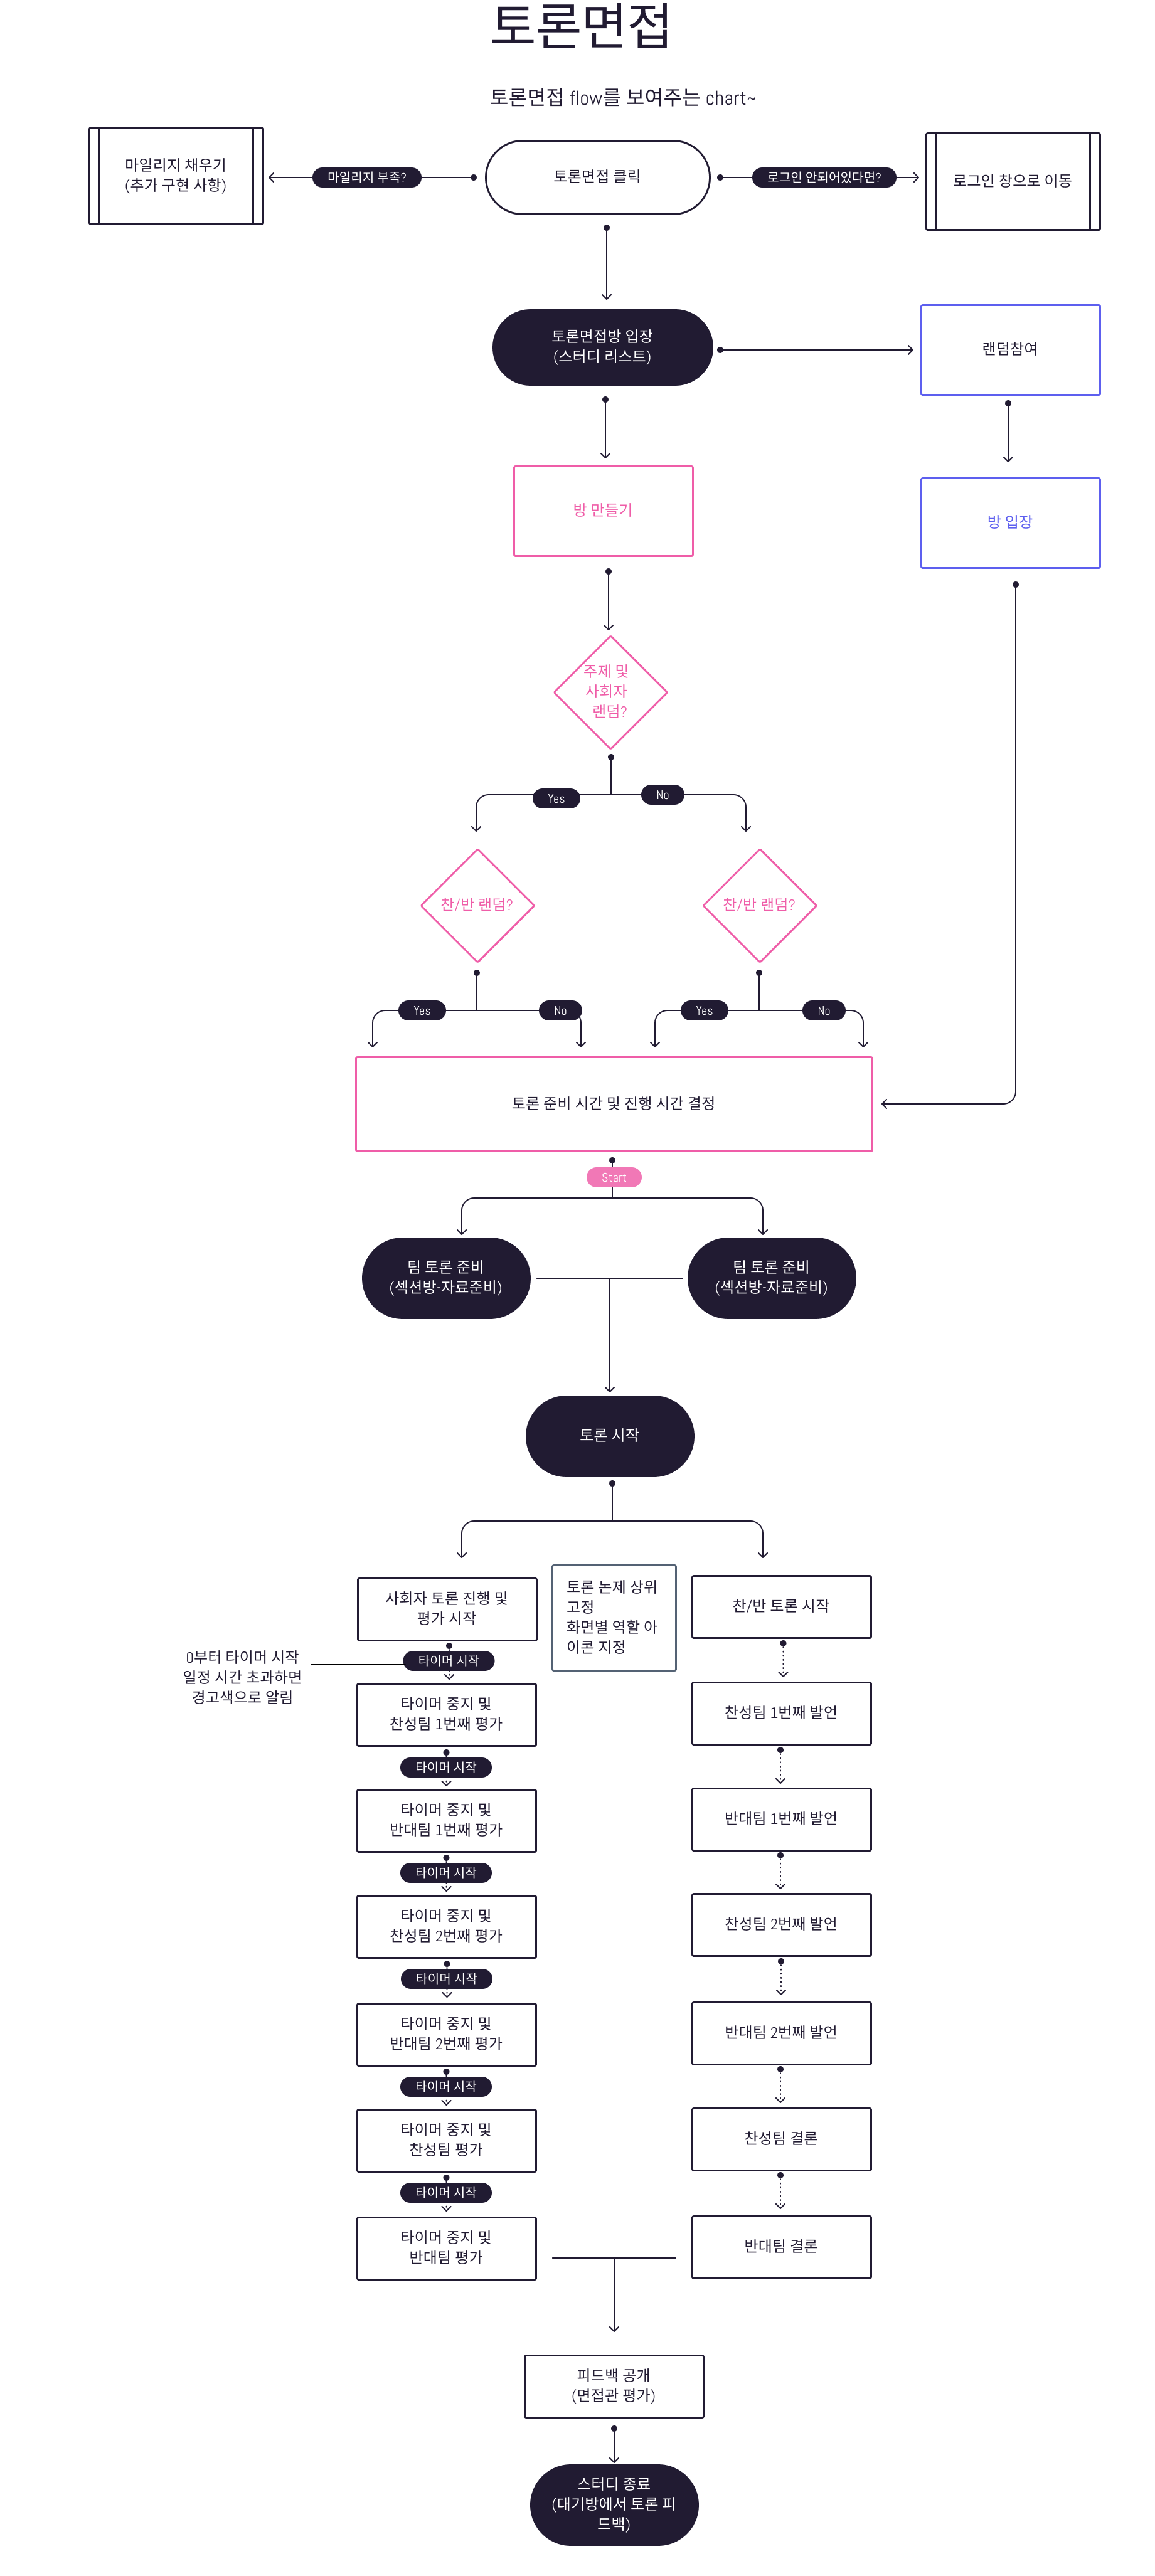 토론면접
토론면접 flow를 보여주는 chart~
마일리지 채우기
(추가 구현 사항)
마일리지 부족?
토론면접 클릭
로그인 안되어있다면?
로그인 창으로 이동
토론면접방 입장
(스터디 리스트)
랜덤참여
방 만들기
방 입장
주제 및
사회자
랜덤?
Yes
No
찬/반 랜덤?
찬/반 랜덤?
Yes
No
Yes
No
토론 준비 시간 및 진행 시간 결정
Start
팀 토론 준비
(섹션방-자료준비)
팀 토론 준비
(섹션방-자료준비)
토론 시작
사회자 토론 진행 및
평가 시작
토론 논제 상위
고정
화면별 역할 아
이콘 지정
찬/반 토론 시작
0부터 타이머 시작
일정 시간 초과하면
경고색으로 알림
타이머 시작
타이머 중지 및
찬성팀 1번째 평가
찬성팀 1번째 발언
타이머 시작
타이머 중지 및
반대팀 1번째 평가
반대팀 1번째 발언
타이머 시작
타이머 중지 및
찬성팀 2번째 평가
찬성팀 2번째 발언
타이머 시작
타이머 중지 및
반대팀 2번째 평가
반대팀 2번째 발언
타이머 시작
타이머 중지 및
찬성팀 평가
찬성팀 결론
타이머 시작
타이머 중지 및
반대팀 평가
반대팀 결론
피드백 공개
(면접관 평가)
스터디 종료
(대기방에서 토론 피
드백)